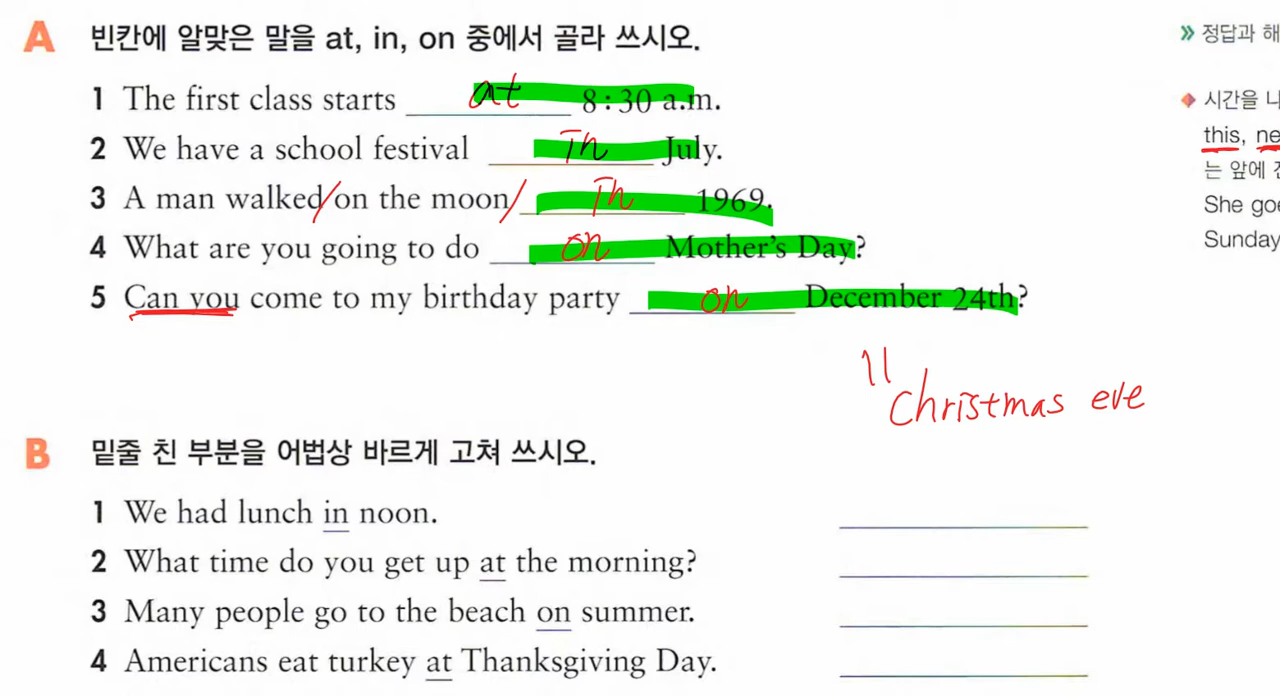 A 빈칸에 알맞은 말을 at, in, on 중에서 골라 쓰시오.
» 정답과 해
1 The first class starts at 8:30 a.m.
◆ 시간을 나
2 We have a school festival in July.
this, ne
는 앞에 전
3 A man walked/on the moon/ in 1969.
She goe
4 What are you going to do on Mother's Day?
Sunday
5 Can you come to my birthday party on December 24th?
11 Christmas eve
B 밑줄 친 부분을 어법상 바르게 고쳐 쓰시오.
1 We had lunch in noon.
2 What time do you get up at the morning?
3 Many people go to the beach on summer.
4 Americans eat turkey at Thanksgiving Day.